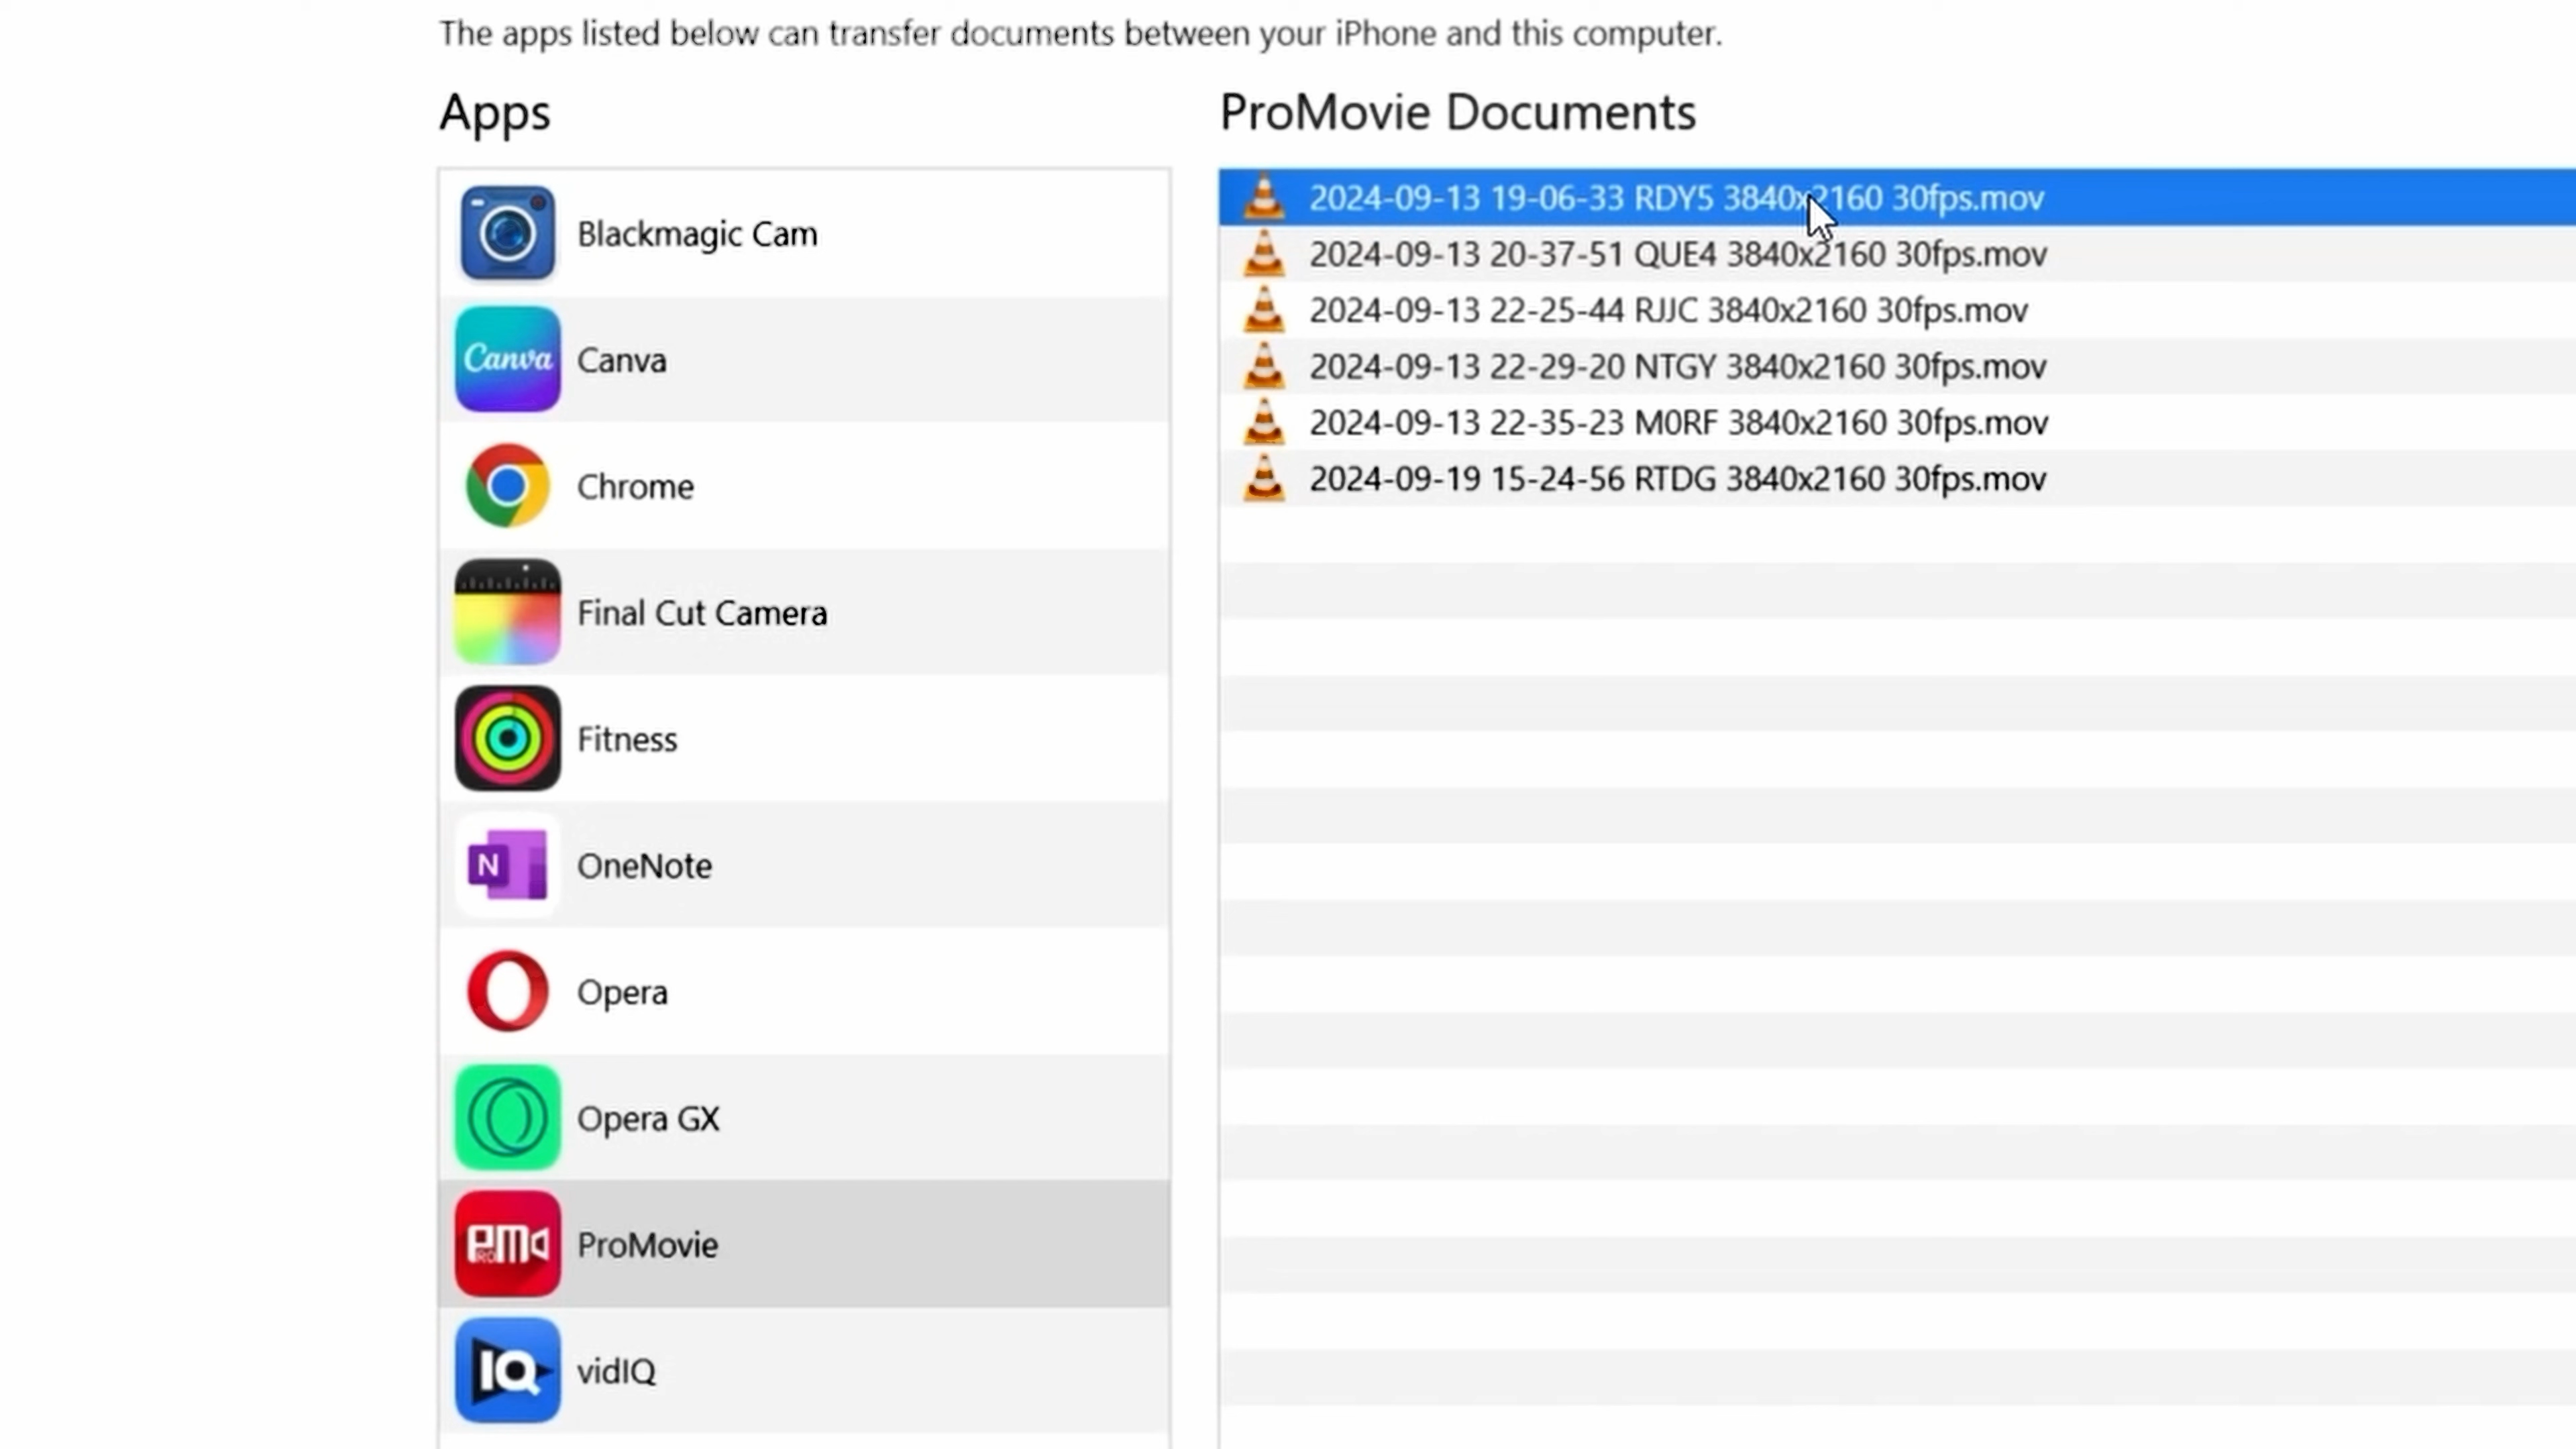 The apps listed below can transfer documents between your iPhone and this computer.
Apps
ProMovie Documents
Blackmagic Cam
Canva
Canva
Chrome
Final Cut Camera
Fitness
N
OneNote
Opera
Opera GX
PM
RO
ProMovie
IQ
vidIQ
2024-09-13 19-06-33 RDY5 3840x2160 30fps.mov
2024-09-13 20-37-51 QUE4 3840x2160 30fps.mov
2024-09-13 22-25-44 RJJC 3840x2160 30fps.mov
2024-09-13 22-29-20 NTGY 3840x2160 30fps.mov
2024-09-13 22-35-23 M0RF 3840x2160 30fps.mov
2024-09-19 15-24-56 RTDG 3840x2160 30fps.mov